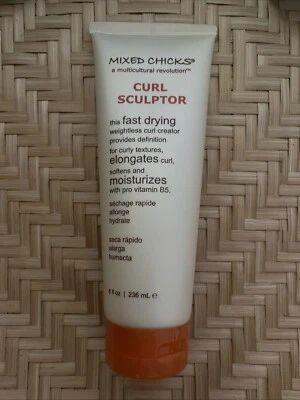 MIXED CHICKS®
a multicultural revolution™
CURL
SCULPTOR
this fast drying
weightless curl creator
provides definition
for curly textures,
elongates curl,
softens and
moisturizes
with pro vitamin B5.
séchage rapide
allonge
hydrate
seca rápido
alarga
humecta
8 fl oz | 236 mL e